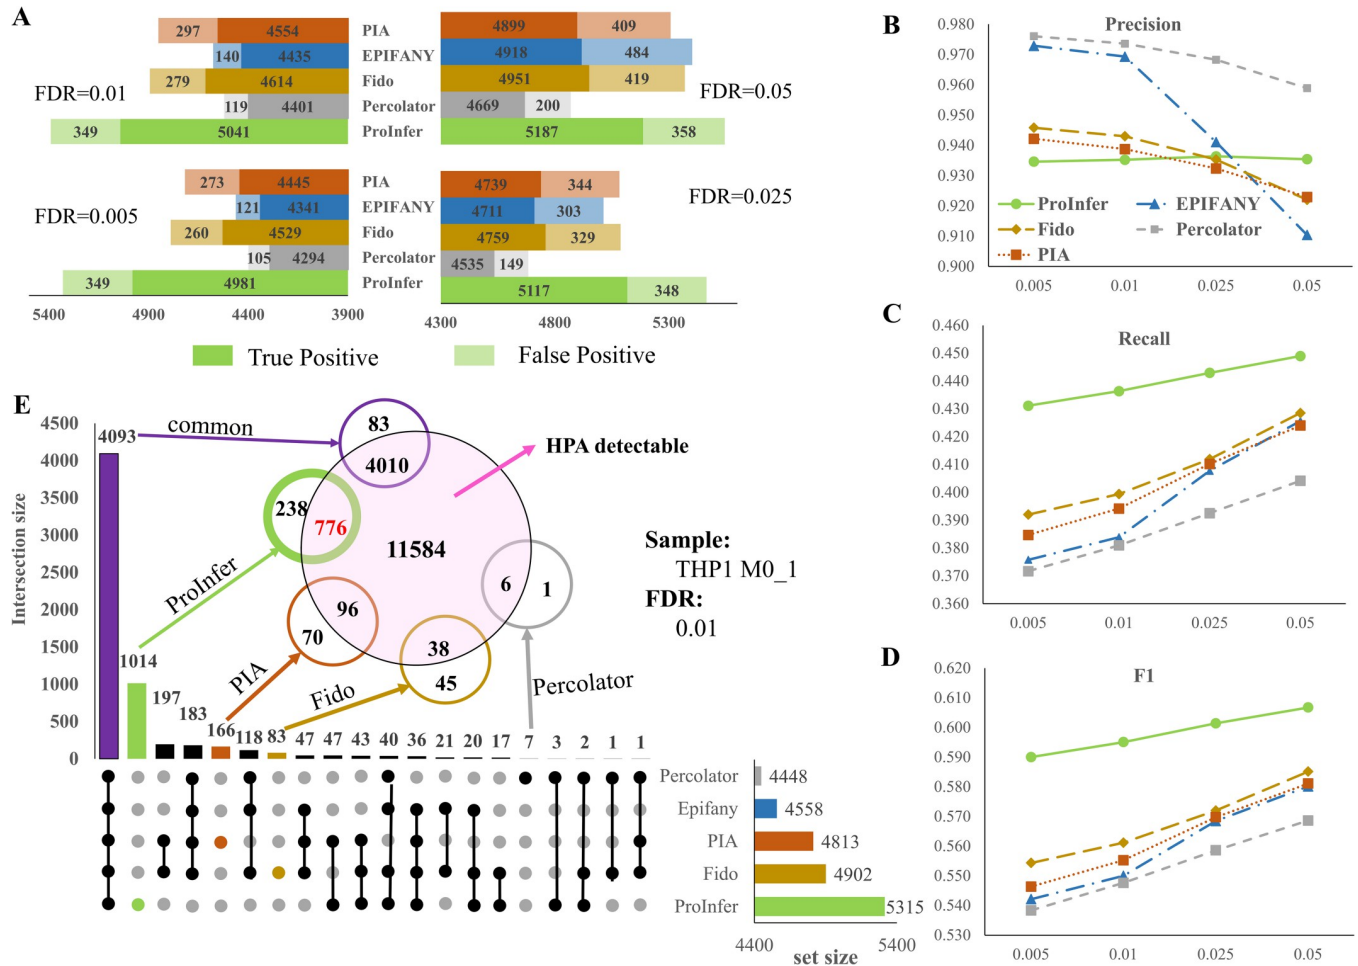 A
297 4554 PIA 4899 409
140 4435 EPIFANY 4918 484
279 4614 Fido 4951 419
FDR=0.01 FDR=0.05
119 4401 Percolator 4669 200
349 5041 ProInfer 5187 358
273 4445 PIA 4739 344
121 4341 EPIFANY 4711 303
FDR=0.005 FDR=0.025
260 4529 Fido 4759 329
105 4294 Percolator 4535 149
349 4981 ProInfer 5117 348
5400 4900 4400 3900 4300 4800 5300
True Positive False Positive
B
Precision
0.980
0.970
0.960
0.950
0.940
0.930
0.920
0.910
0.900
ProInfer EPIFANY
Fido Percolator
PIA
0.005 0.01 0.025 0.05
C
Recall
0.460
0.450
0.440
0.430
0.420
0.410
0.400
0.390
0.380
0.370
0.360
0.005 0.01 0.025 0.05
D
F1
0.620
0.610
0.600
0.590
0.580
0.570
0.560
0.550
0.540
0.530
0.005 0.01 0.025 0.05
E
Intersection size
4500
4000
3500
3000
2500
2000
1500
1000
500
0
4093 1014 197 183 166 118 83 47 47 43 40 36 21 20 17 7 3 2 1 1
common
83
4010
HPA detectable
238
776
11584
ProInfer
6 1
96
70
PIA
38
45
Fido
Percolator
Sample:
THP1 M0_1
FDR:
0.01
Percolator 4448
Epifany 4558
PIA 4813
Fido 4902
ProInfer 5315
4400 5400
set size